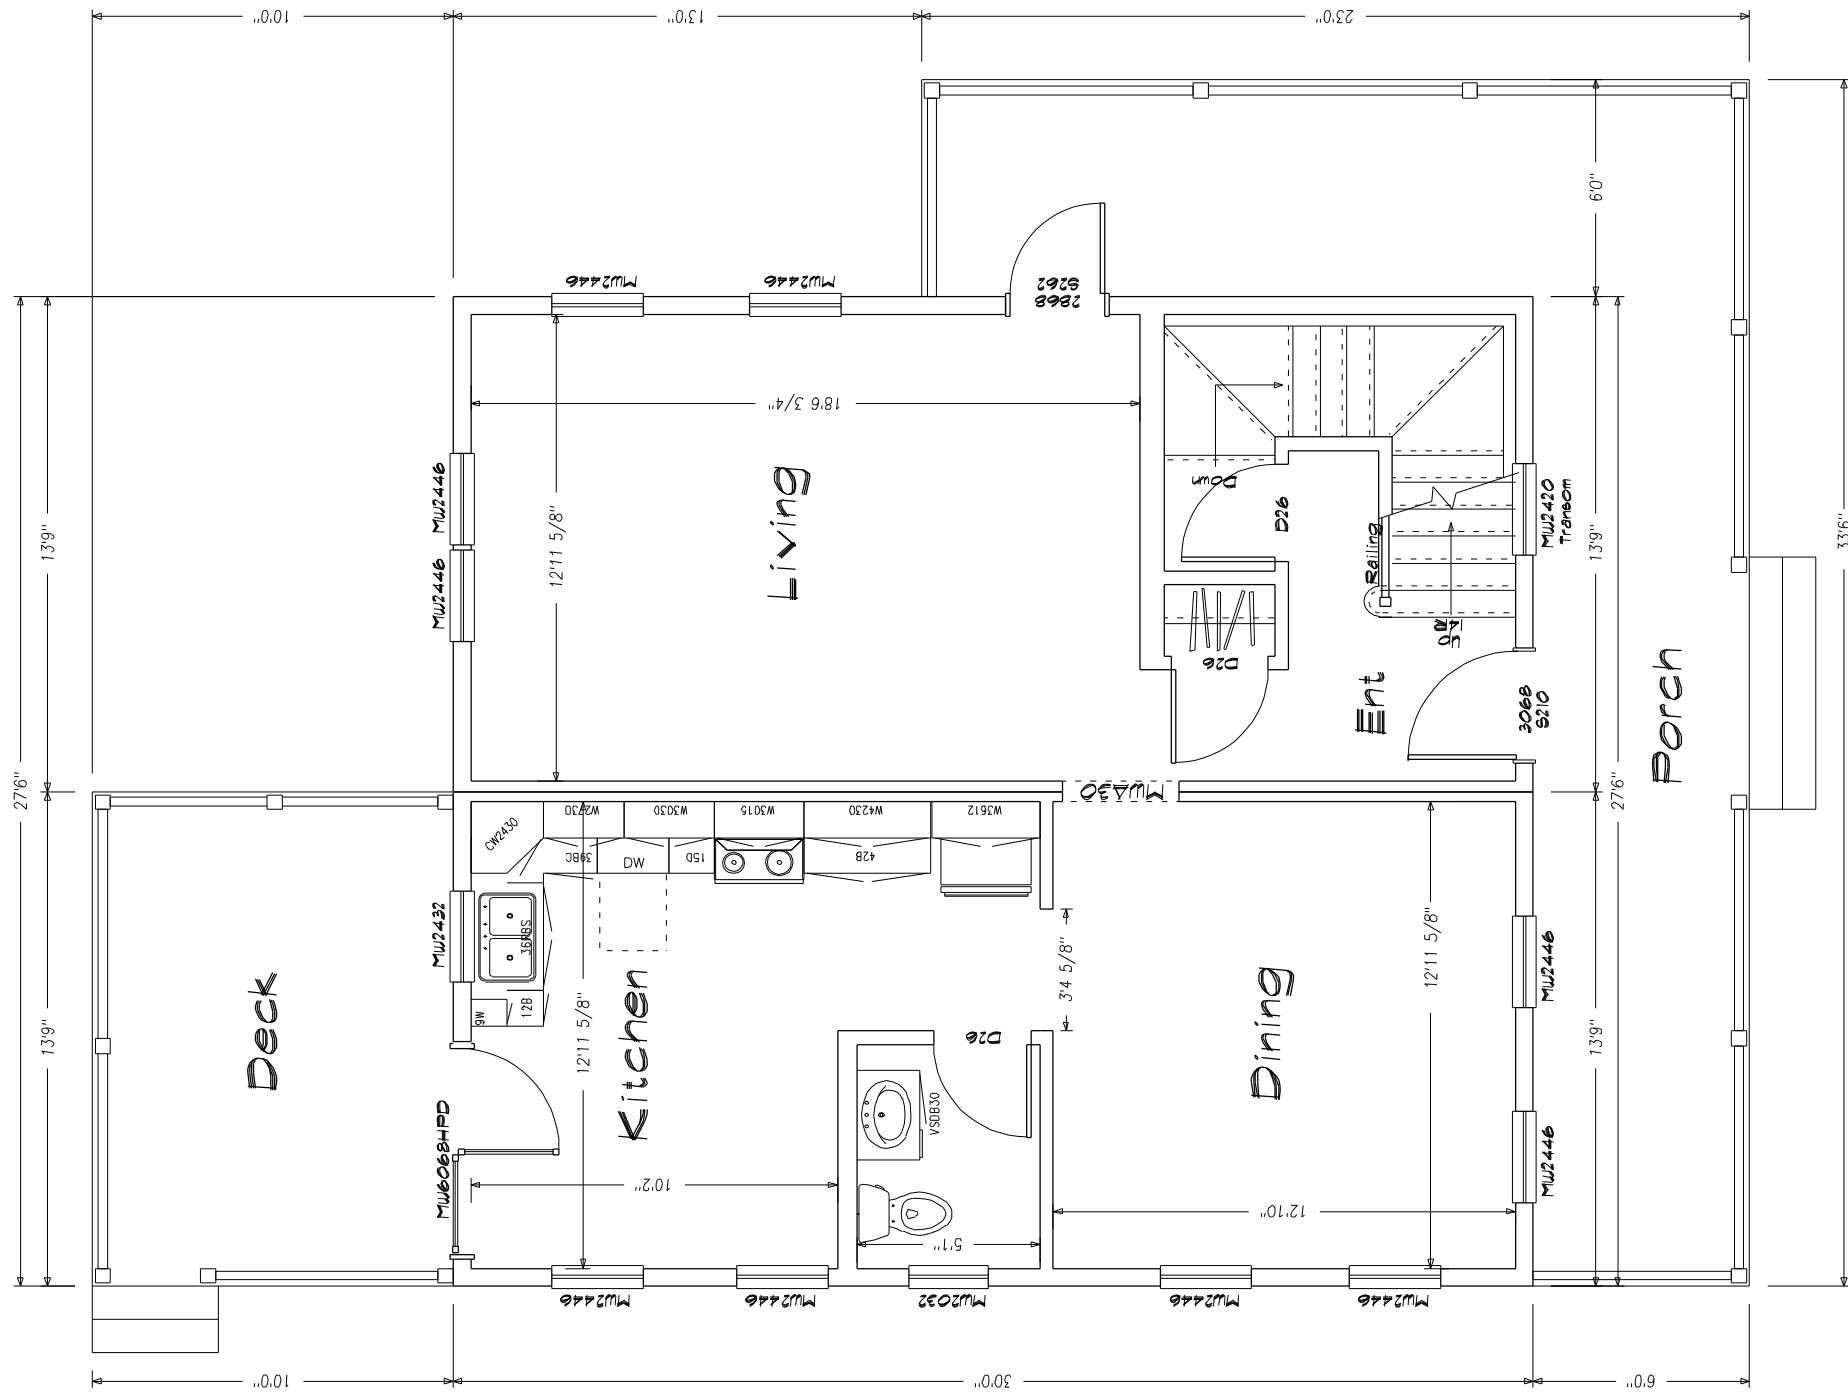 10'0"
13'0"
23'0"
6'0"
MW2446
MW2446
2868
S262
18'6 3/4"
Living
12'11 5/8"
MW2446
MW2446
Down
D26
Railing
D26
Up
14R
MW2420
Transom
13'9"
13'9"
27'6"
33'6"
Ent
3068
S210
Porch
27'6"
MWA30
W2730
W3030
W3015
W4230
W3612
CW2430
39BC
DW
15D
42B
36RBS
9W
12B
MW2432
Deck
13'9"
Kitchen
12'11 5/8"
3'4 5/8"
D26
VSDB30
Dining
12'11 5/8"
MW2446
MW2446
13'9"
MW6068HPD
10'2"
5'1"
12'10"
MW2446
MW2446
MW2032
MW2446
MW2446
10'0"
30'0"
6'0"